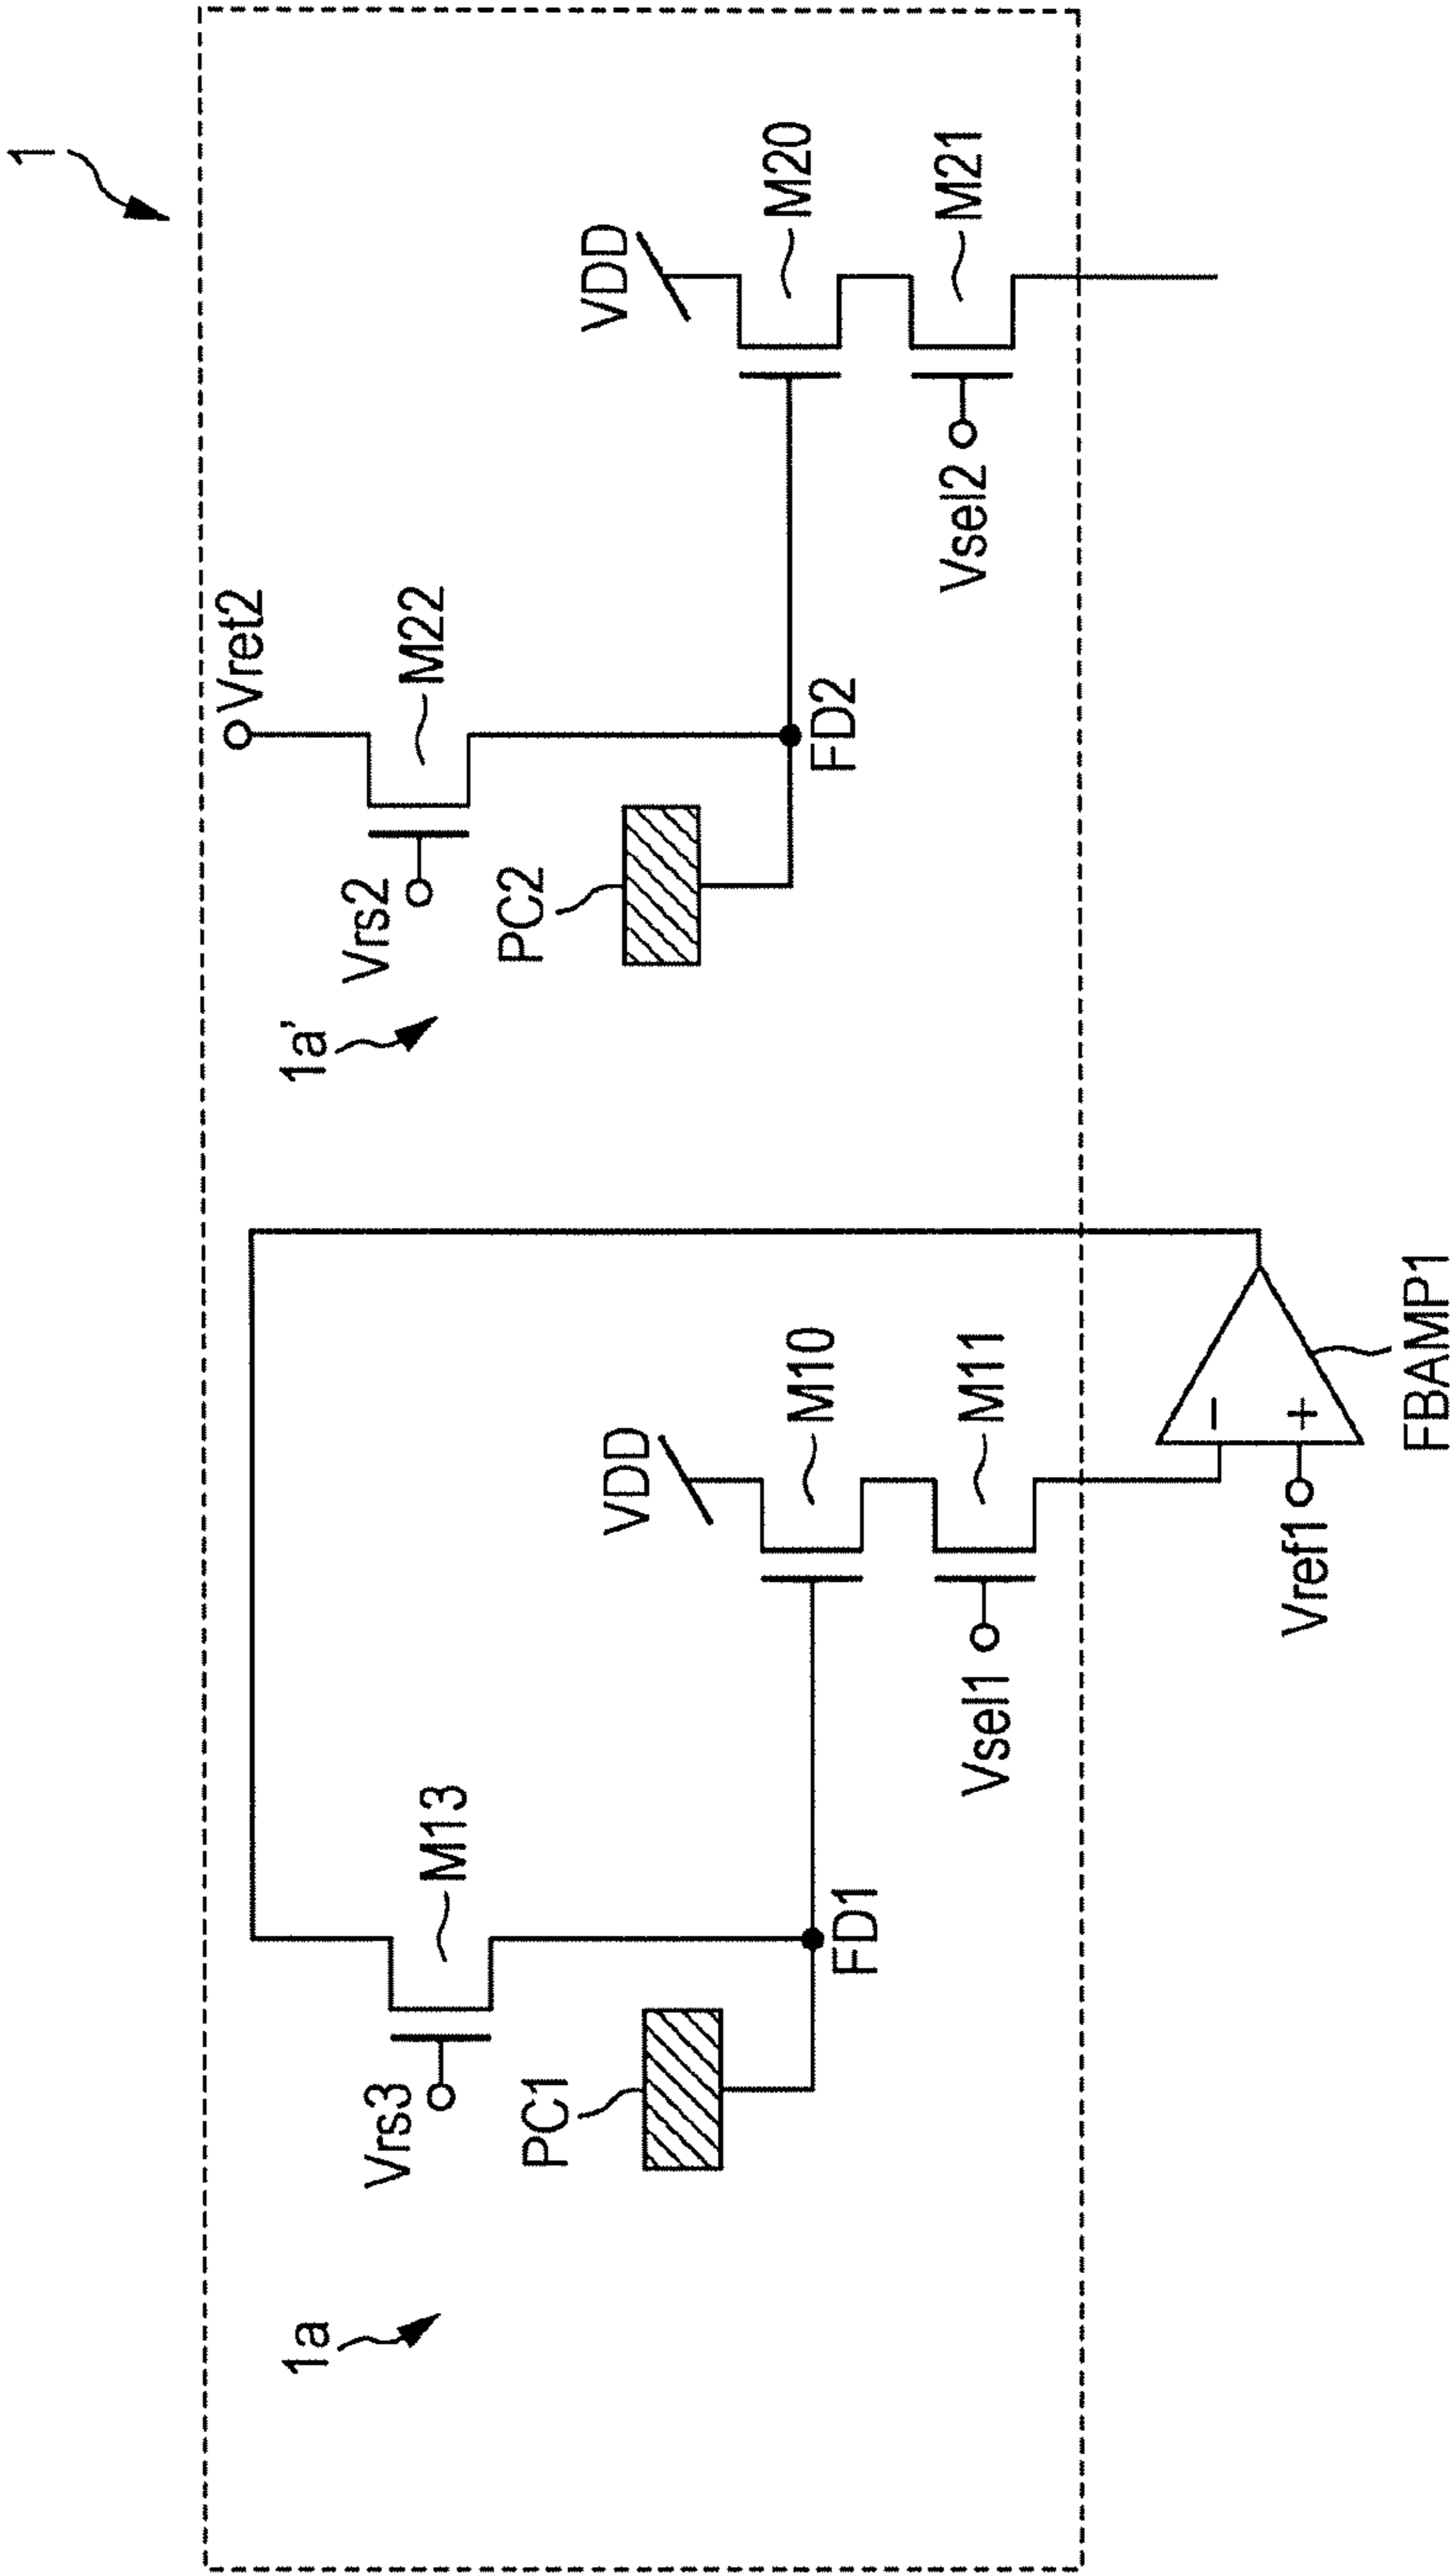 1
1a
Vrs3
M13
PC1
FD1
VDD
M10
M11
Vsel1
Vref1
−
+
FBAMP1
1a'
Vret2
Vrs2
M22
PC2
FD2
VDD
M20
M21
Vsel2